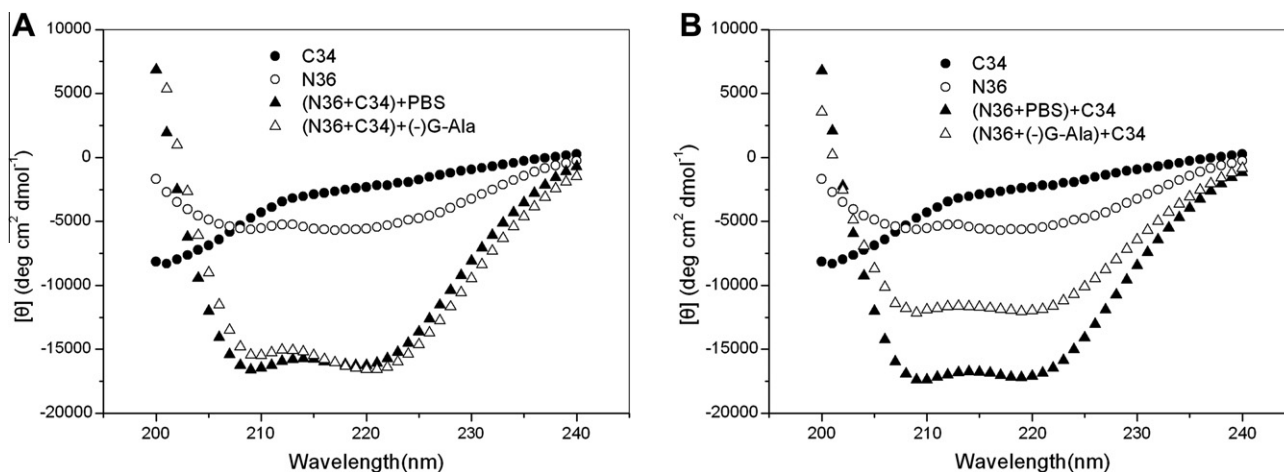 A
[θ] (deg cm² dmol⁻¹)
10000
5000
0
-5000
-10000
-15000
-20000
C34
N36
(N36+C34)+PBS
(N36+C34)+(-)G-Ala
200
210
220
230
240
Wavelength(nm)
B
[θ] (deg cm² dmol⁻¹)
10000
5000
0
-5000
-10000
-15000
-20000
C34
N36
(N36+PBS)+C34
(N36+(-)G-Ala)+C34
200
210
220
230
240
Wavelength(nm)